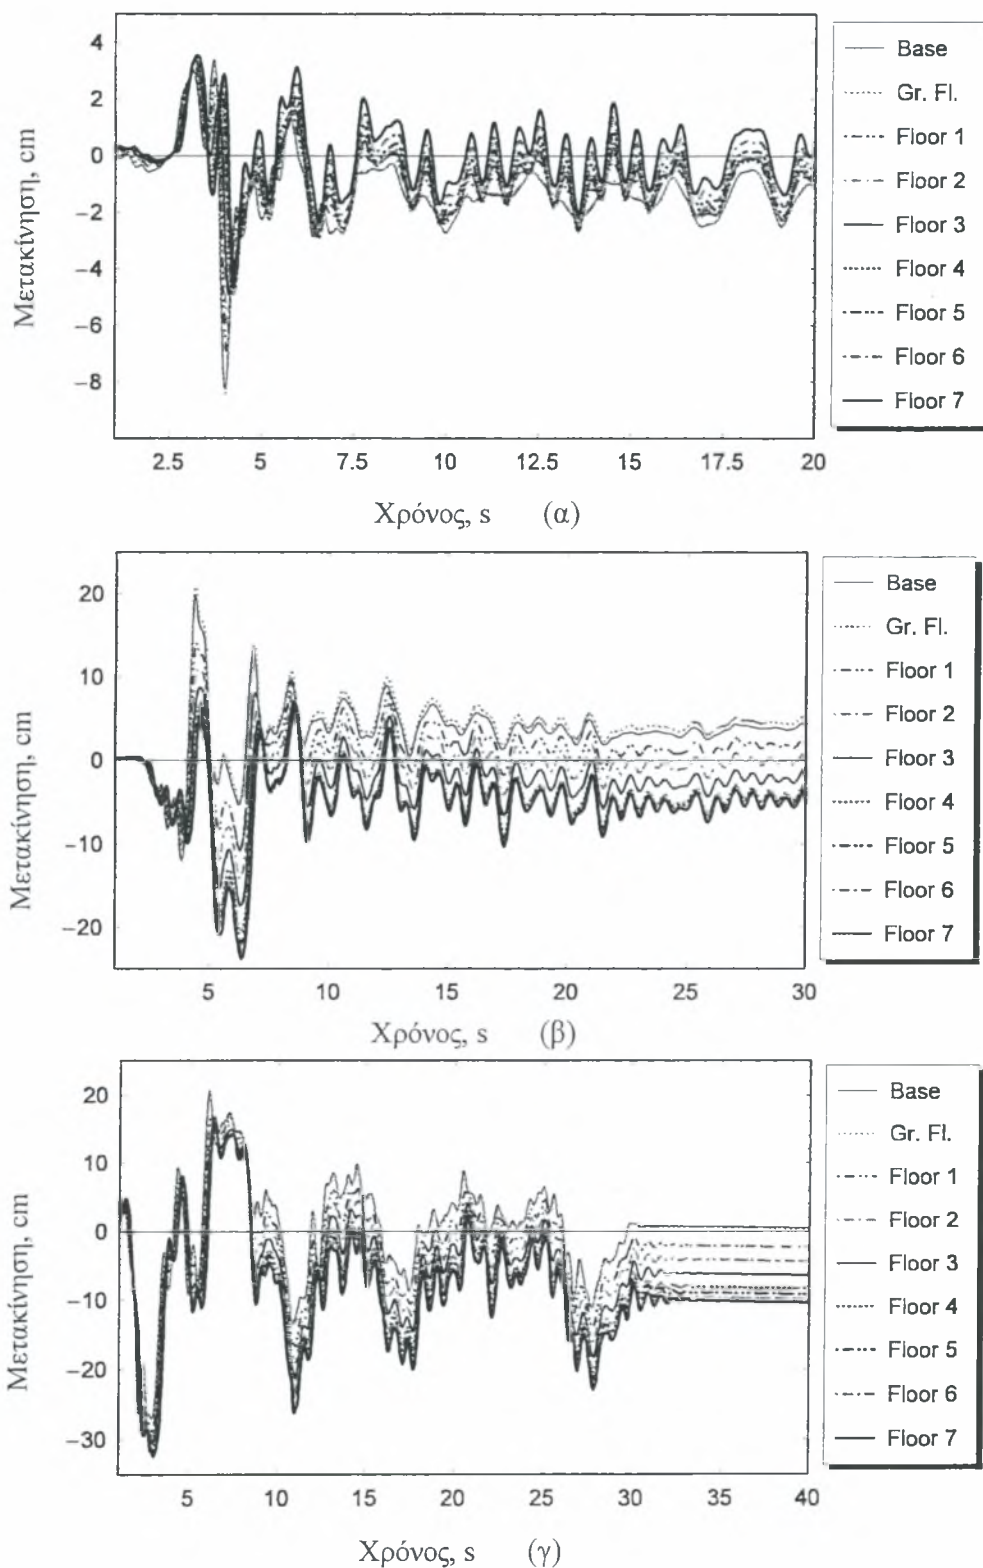 4
2
0
−2
−4
−6
−8
Μετακίνηση, cm
2.5 5 7.5 10 12.5 15 17.5 20
Χρόνος, s (α)
Base
Gr. Fl.
Floor 1
Floor 2
Floor 3
Floor 4
Floor 5
Floor 6
Floor 7
20
10
0
−10
−20
Μετακίνηση, cm
5 10 15 20 25 30
Χρόνος, s (β)
Base
Gr. Fl.
Floor 1
Floor 2
Floor 3
Floor 4
Floor 5
Floor 6
Floor 7
20
10
0
−10
−20
−30
Μετακίνηση, cm
5 10 15 20 25 30 35 40
Χρόνος, s (γ)
Base
Gr. Fl.
Floor 1
Floor 2
Floor 3
Floor 4
Floor 5
Floor 6
Floor 7